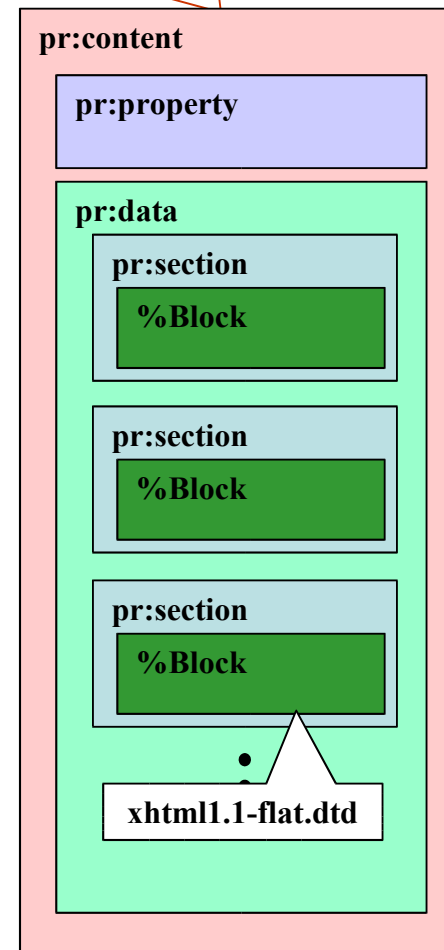 pr:content
pr:property
pr:data
pr:section
%Block
pr:section
%Block
pr:section
%Block
xhtml1.1-flat.dtd